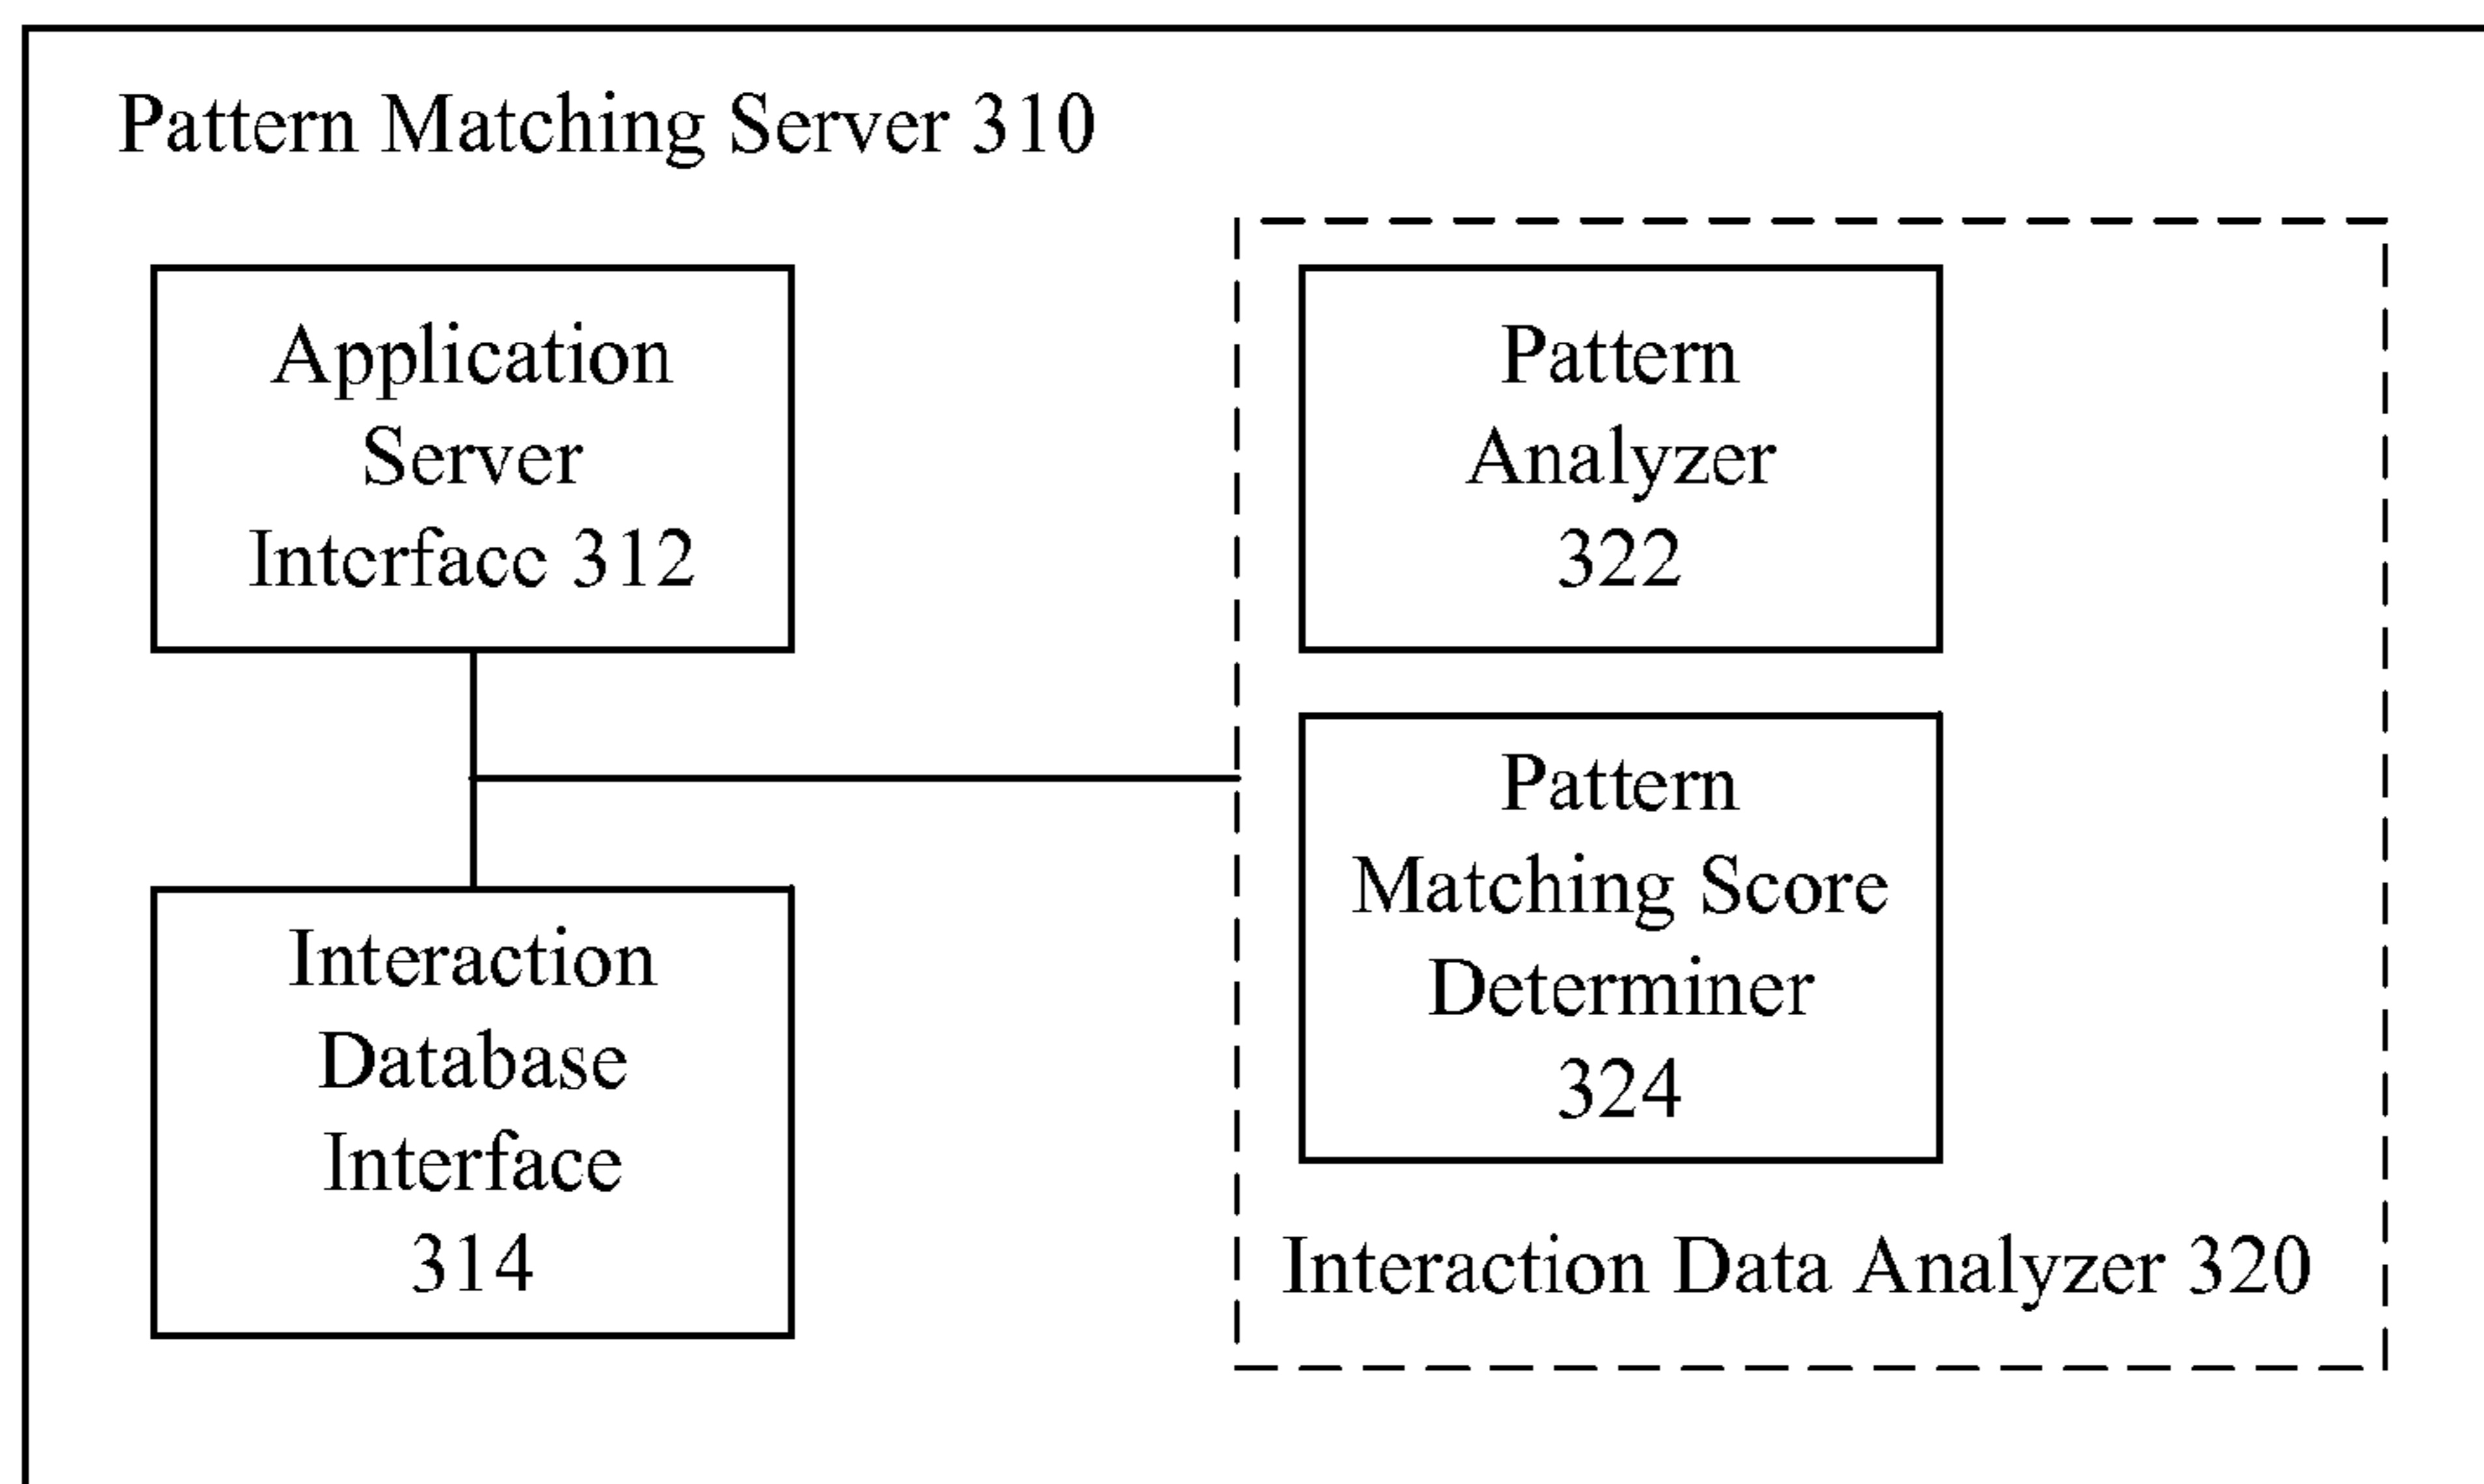 Pattern Matching Server 310
Application
Server
Interface 312
Interaction
Database
Interface
314
Pattern
Analyzer
322
Pattern
Matching Score
Determiner
324
Interaction Data Analyzer 320